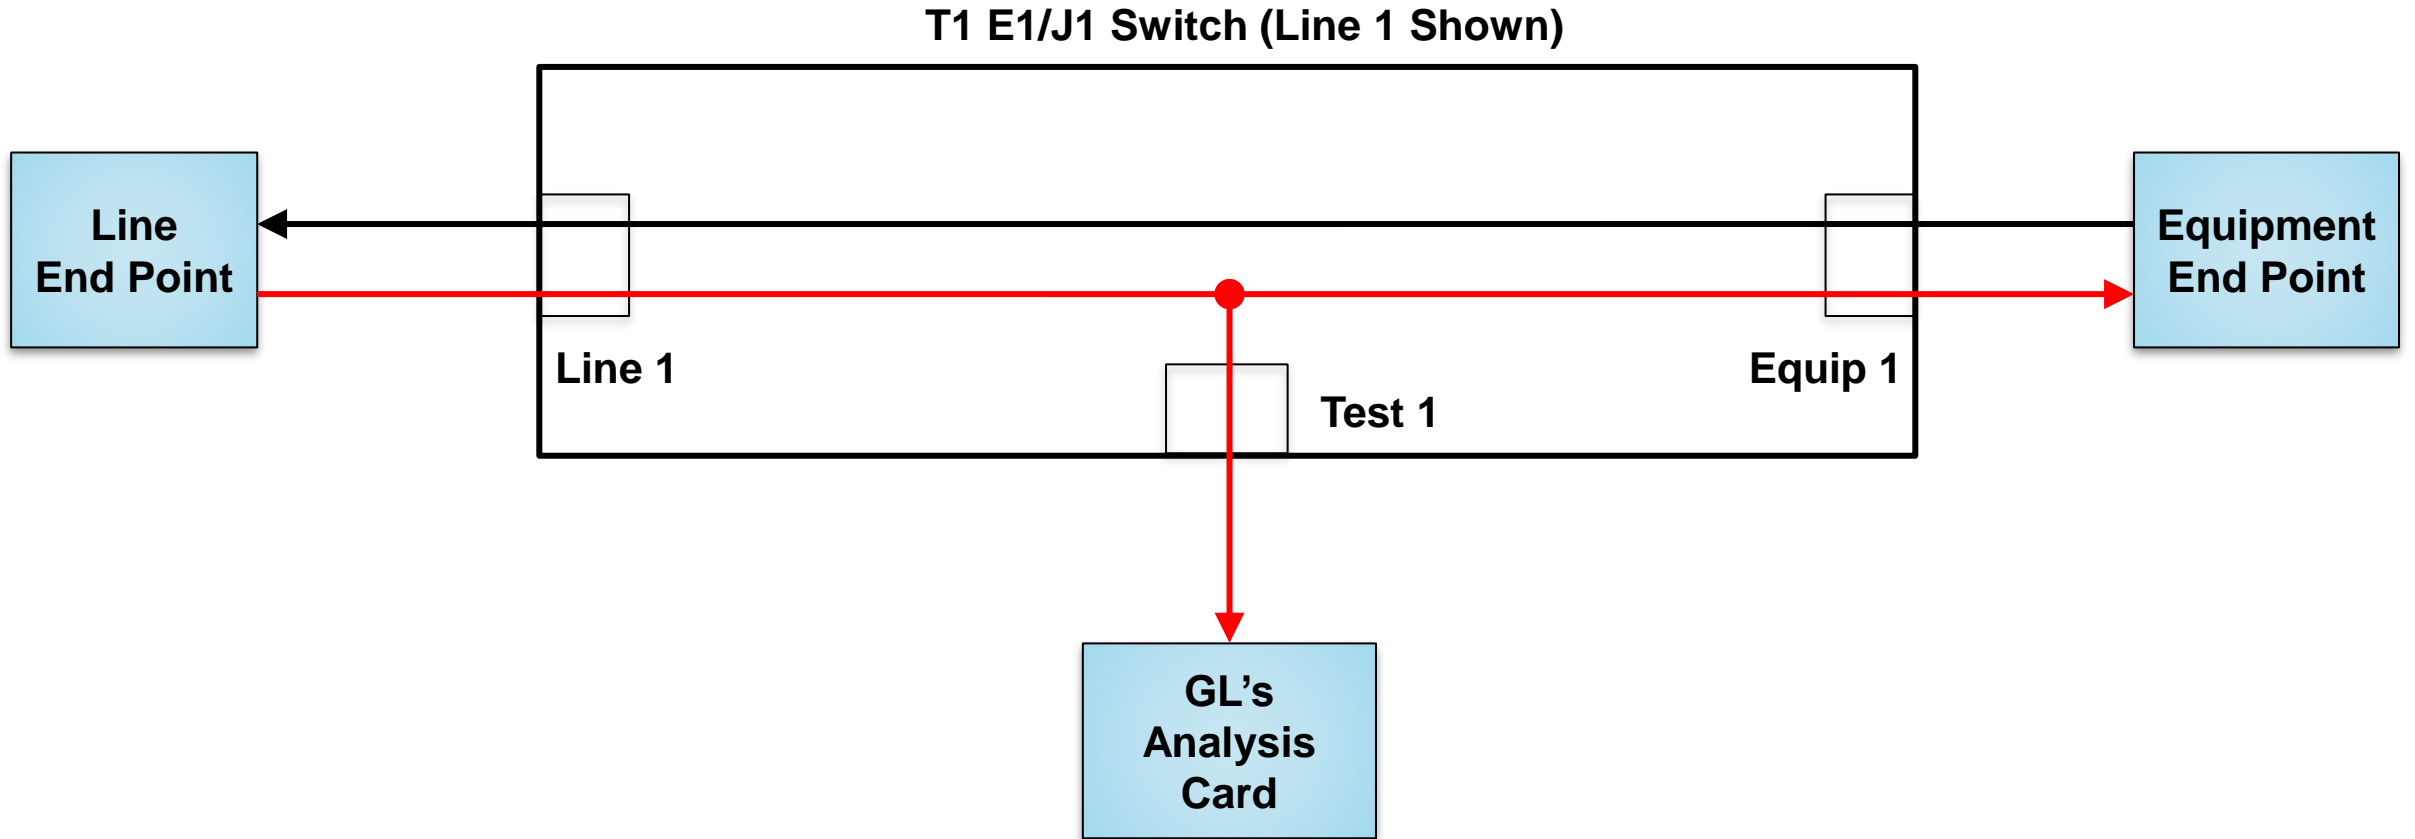 T1 E1/J1 Switch (Line 1 Shown)
Line
End Point
Equipment
End Point
Line 1
Equip 1
Test 1
GL’s
Analysis
Card